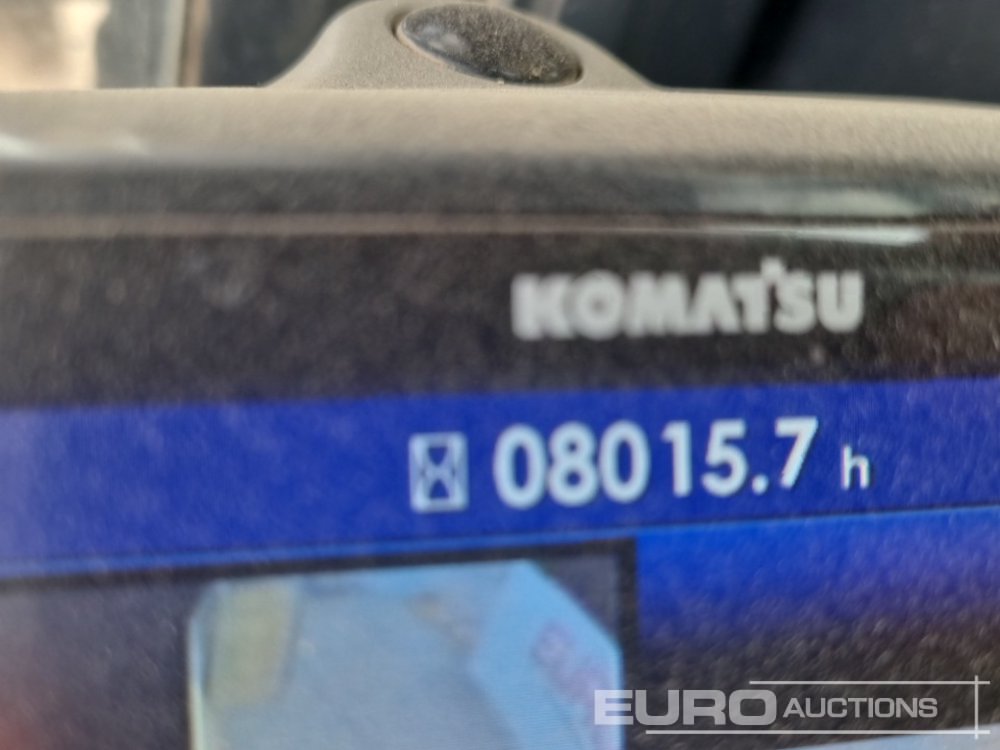 KOMATSU
08015.7 h
EURO AUCTIONS